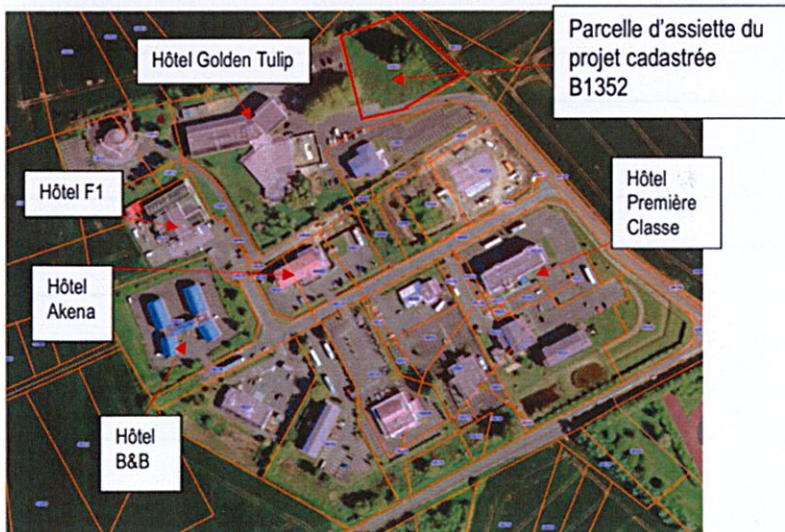 Hôtel Golden Tulip
Parcelle d'assiette du
projet cadastrée
B1352
Hôtel F1
Hôtel
Première
Classe
Hôtel
Akena
Hôtel
B&B